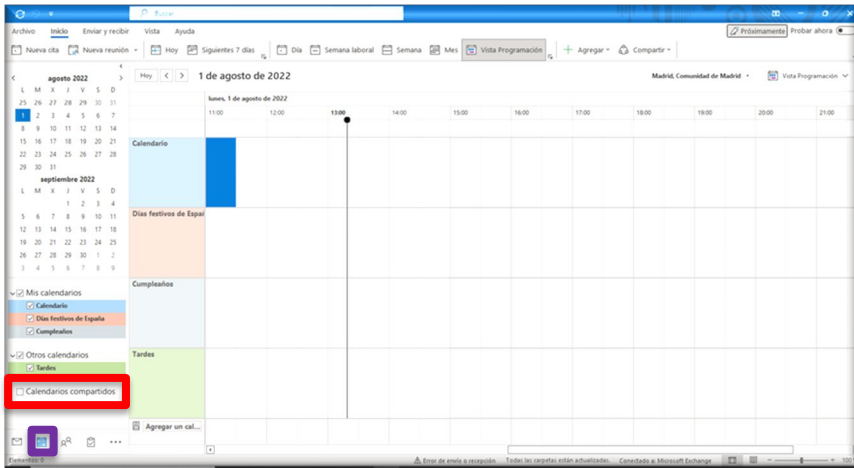 Buscar
Archivo Inicio Enviar y recibir Vista Ayuda
Próximamente Probar ahora
Nueva cita Nueva reunión Hoy Siguientes 7 días Día Semana laboral Semana Mes Vista Programación Agregar Compartir
agosto 2022
L M X J V S D
25 26 27 28 29 30 31
1 2 3 4 5 6 7
8 9 10 11 12 13 14
15 16 17 18 19 20 21
22 23 24 25 26 27 28
29 30 31
septiembre 2022
L M X J V S D
1 2 3 4
5 6 7 8 9 10 11
12 13 14 15 16 17 18
19 20 21 22 23 24 25
26 27 28 29 30 1 2
3 4 5 6 7 8 9
Mis calendarios
Calendario
Días festivos de España
Cumpleaños
Otros calendarios
Tardes
Calendarios compartidos
Hoy 1 de agosto de 2022 Madrid, Comunidad de Madrid Vista Programación
lunes, 1 de agosto de 2022
11:00 12:00 13:00 14:00 15:00 16:00 17:00 18:00 19:00 20:00 21:00
Calendario
Días festivos de Espai
Cumpleaños
Tardes
Agregar un cal...
Elementos: 0 Error de envío o recepción Todas las carpetas están actualizadas. Conectado a: Microsoft Exchange 100